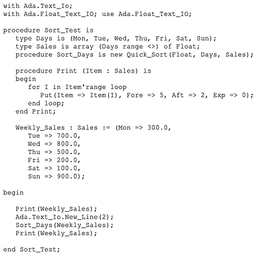 with Ada.Text_Io;
with Ada.Float_Text_IO; use Ada.Float_Text_IO;
procedure Sort_Test is
type Days is (Mon, Tue, Wed, Thu, Fri, Sat, Sun);
type Sales is array (Days range <>) of Float;
procedure Sort_Days is new Quick_Sort(Float, Days, Sales);
procedure Print (Item : Sales) is
begin
for I in Item'range loop
Put(Item => Item(I), Fore => 5, Aft => 2, Exp => 0);
end loop;
end Print;
Weekly_Sales : Sales := (Mon => 300.0,
Tue => 700.0,
Wed => 800.0,
Thu => 500.0,
Fri => 200.0,
Sat => 100.0,
Sun => 900.0);
begin
Print(Weekly_Sales);
Ada.Text_Io.New_Line(2);
Sort_Days(Weekly_Sales);
Print(Weekly_Sales);
end Sort_Test;